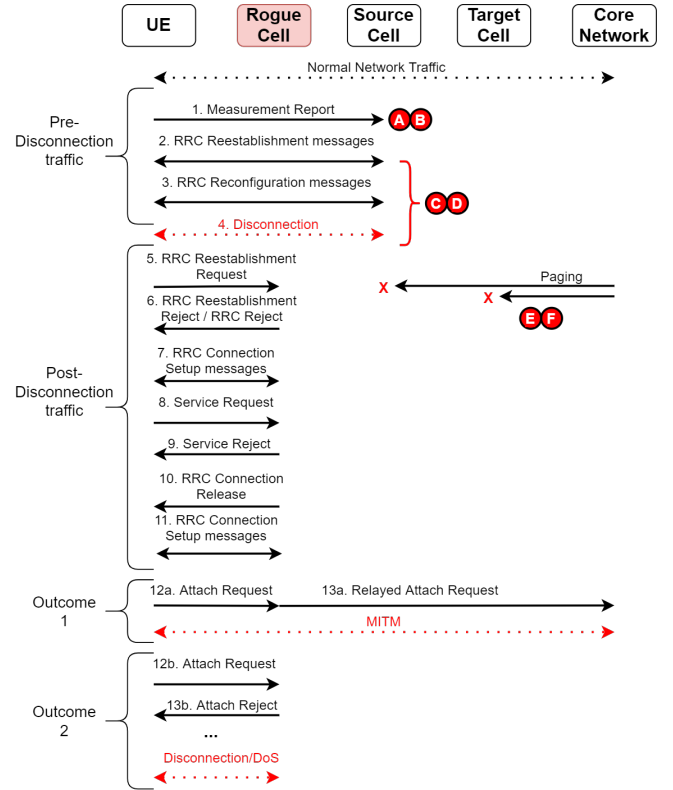 UE
Rogue
Cell
Source
Cell
Target
Cell
Core
Network
Normal Network Traffic
Pre-
Disconnection
traffic
1. Measurement Report
A B
2. RRC Reestablishment messages
3. RRC Reconfiguration messages
C D
4. Disconnection
Post-
Disconnection
traffic
5. RRC Reestablishment
Request
Paging
X
X
E F
6. RRC Reestablishment
Reject / RRC Reject
7. RRC Connection
Setup messages
8. Service Request
9. Service Reject
10. RRC Connection
Release
11. RRC Connection
Setup messages
Outcome
1
12a. Attach Request
13a. Relayed Attach Request
MITM
Outcome
2
12b. Attach Request
13b. Attach Reject
...
Disconnection/DoS